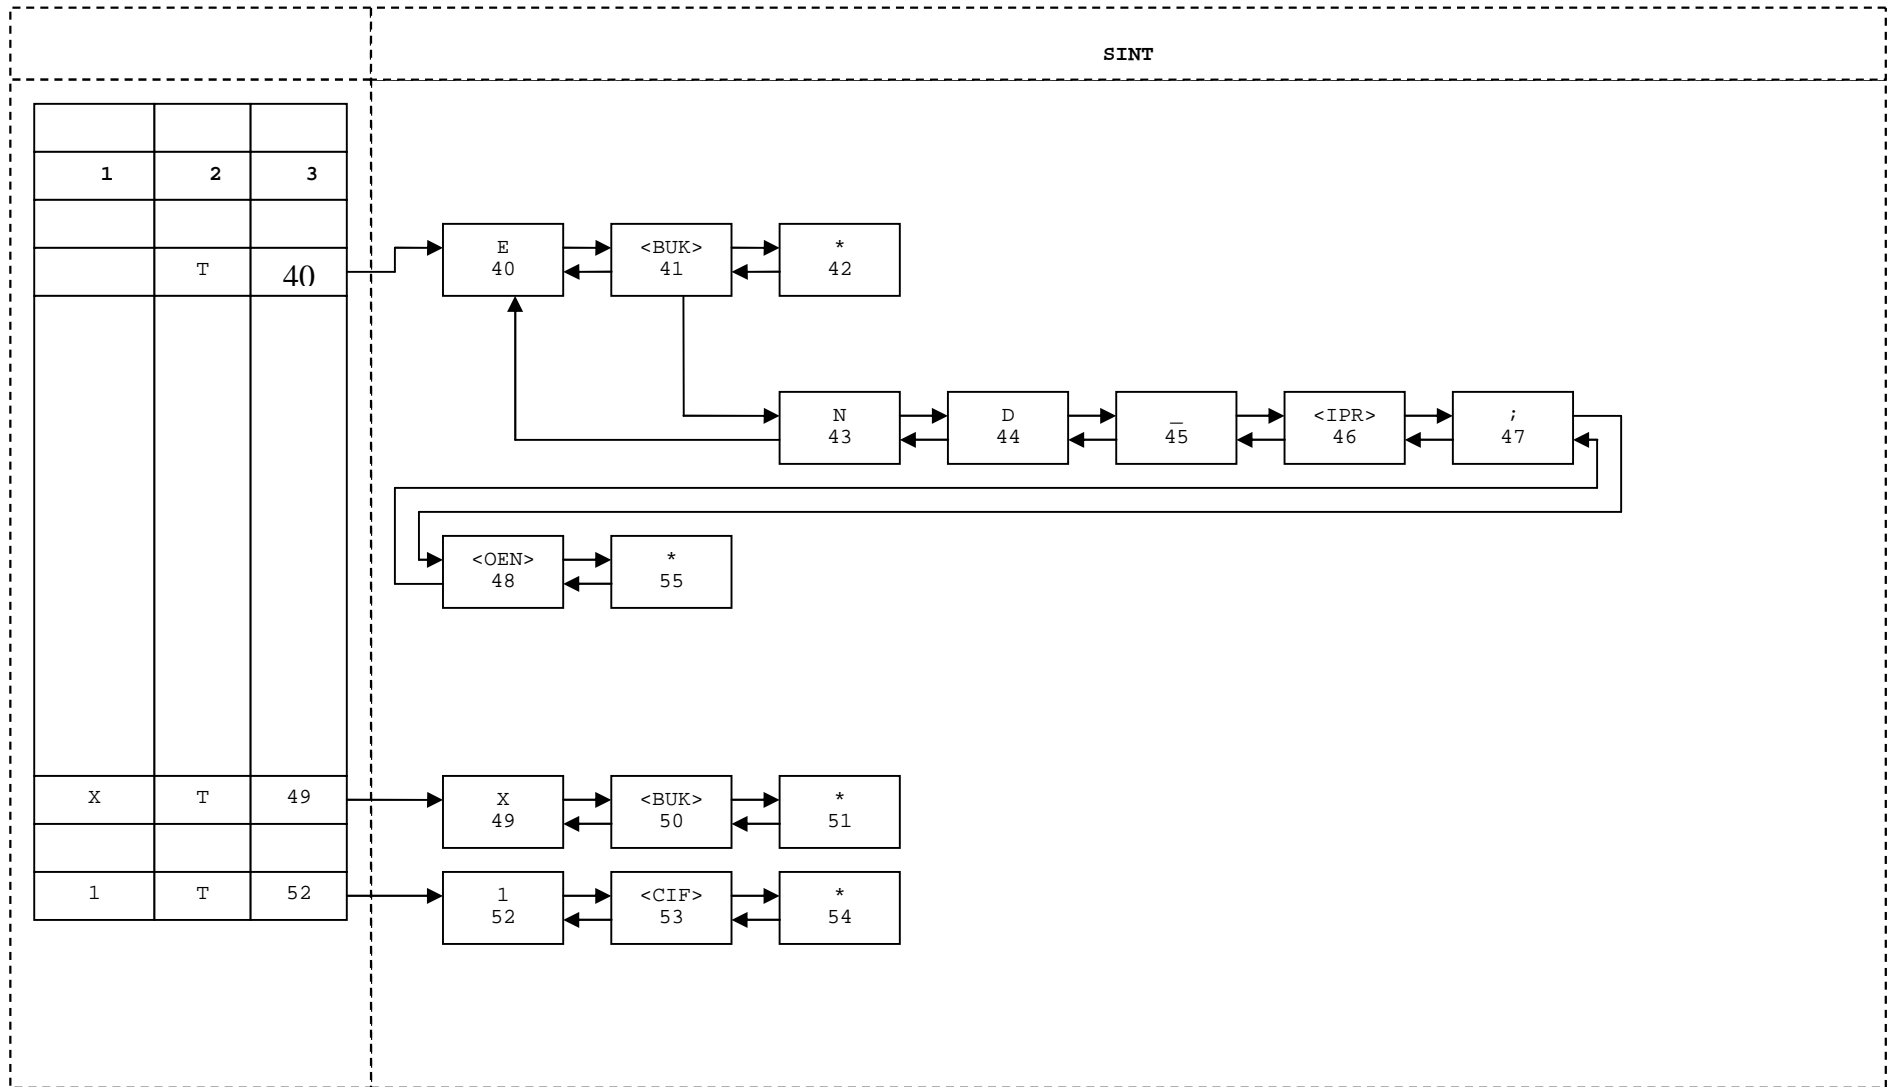 SINT
1 2 3
T 40
E <BUK> *
40 41 42
N D _ <IPR> ;
43 44 45 46 47
<OEN> *
48 55
X T 49
X <BUK> *
49 50 51
1 T 52
1 <CIF> *
52 53 54